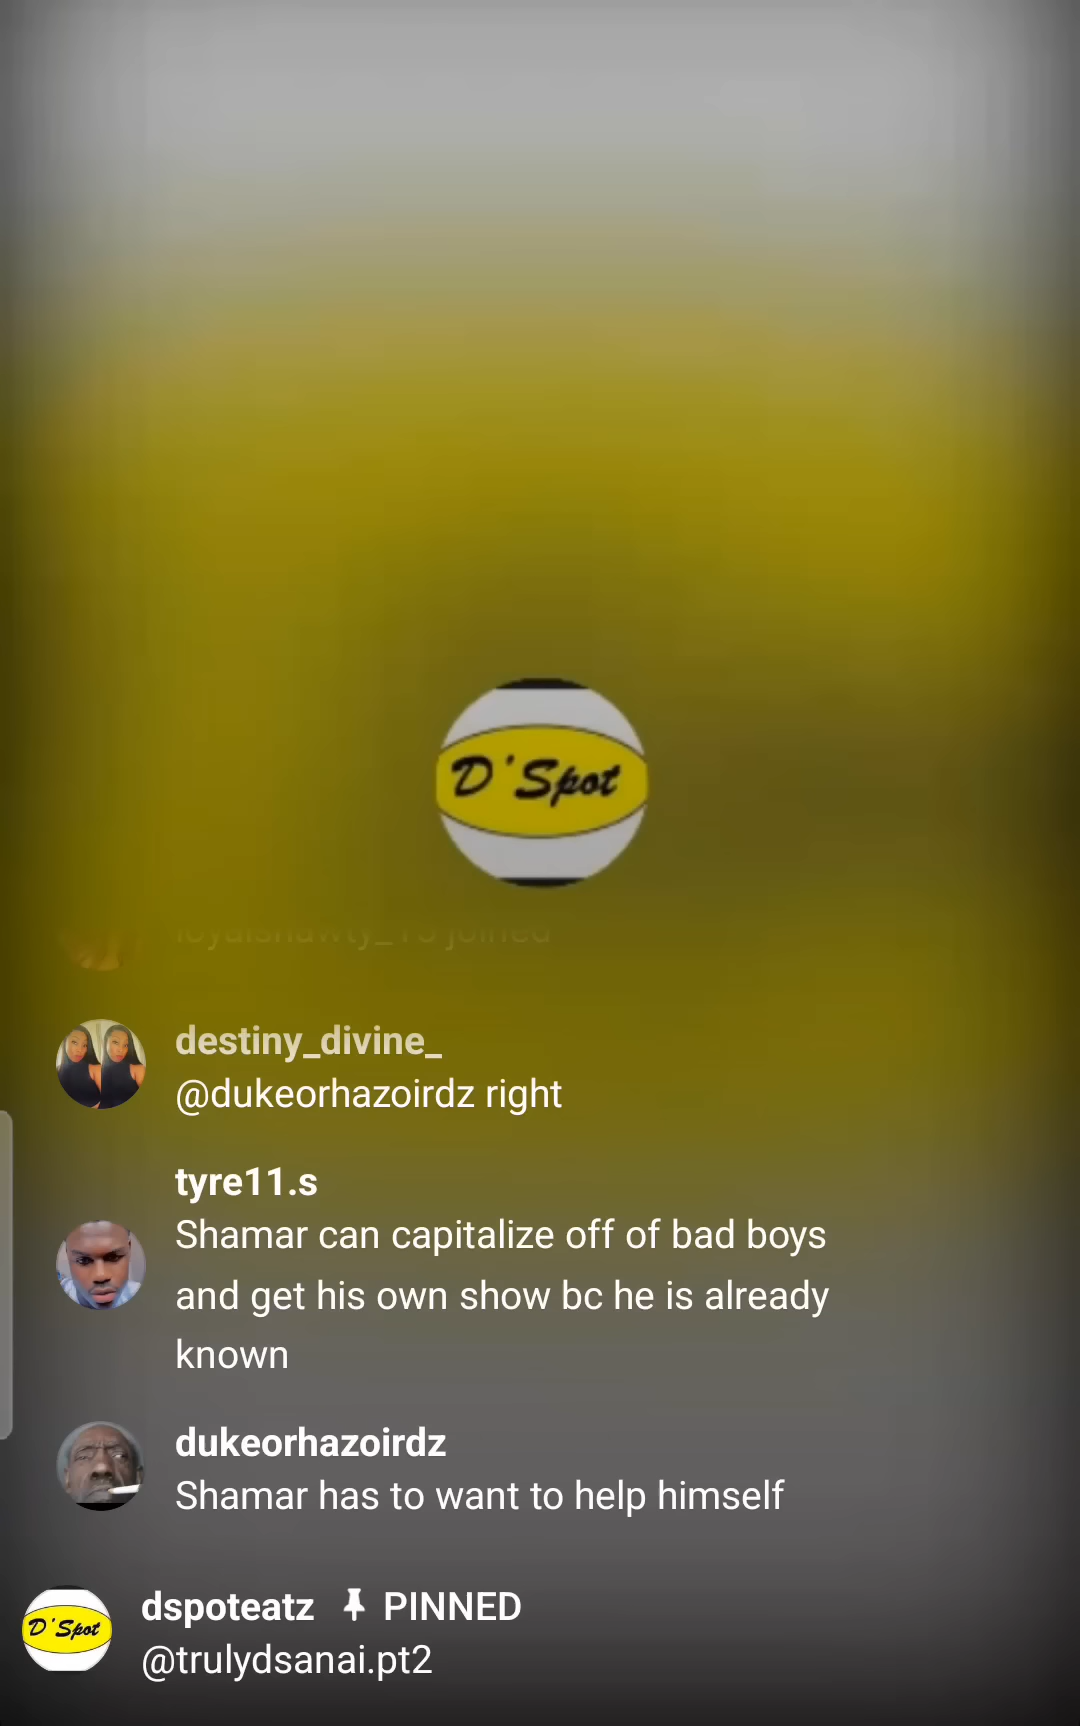 D'Spot
joined
destiny_divine_
@dukeorhazoirdz right
tyre11.s
Shamar can capitalize off of bad boys
and get his own show bc he is already
known
dukeorhazoirdz
Shamar has to want to help himself
D'Spot
dspoteatz PINNED
@trulydsanai.pt2